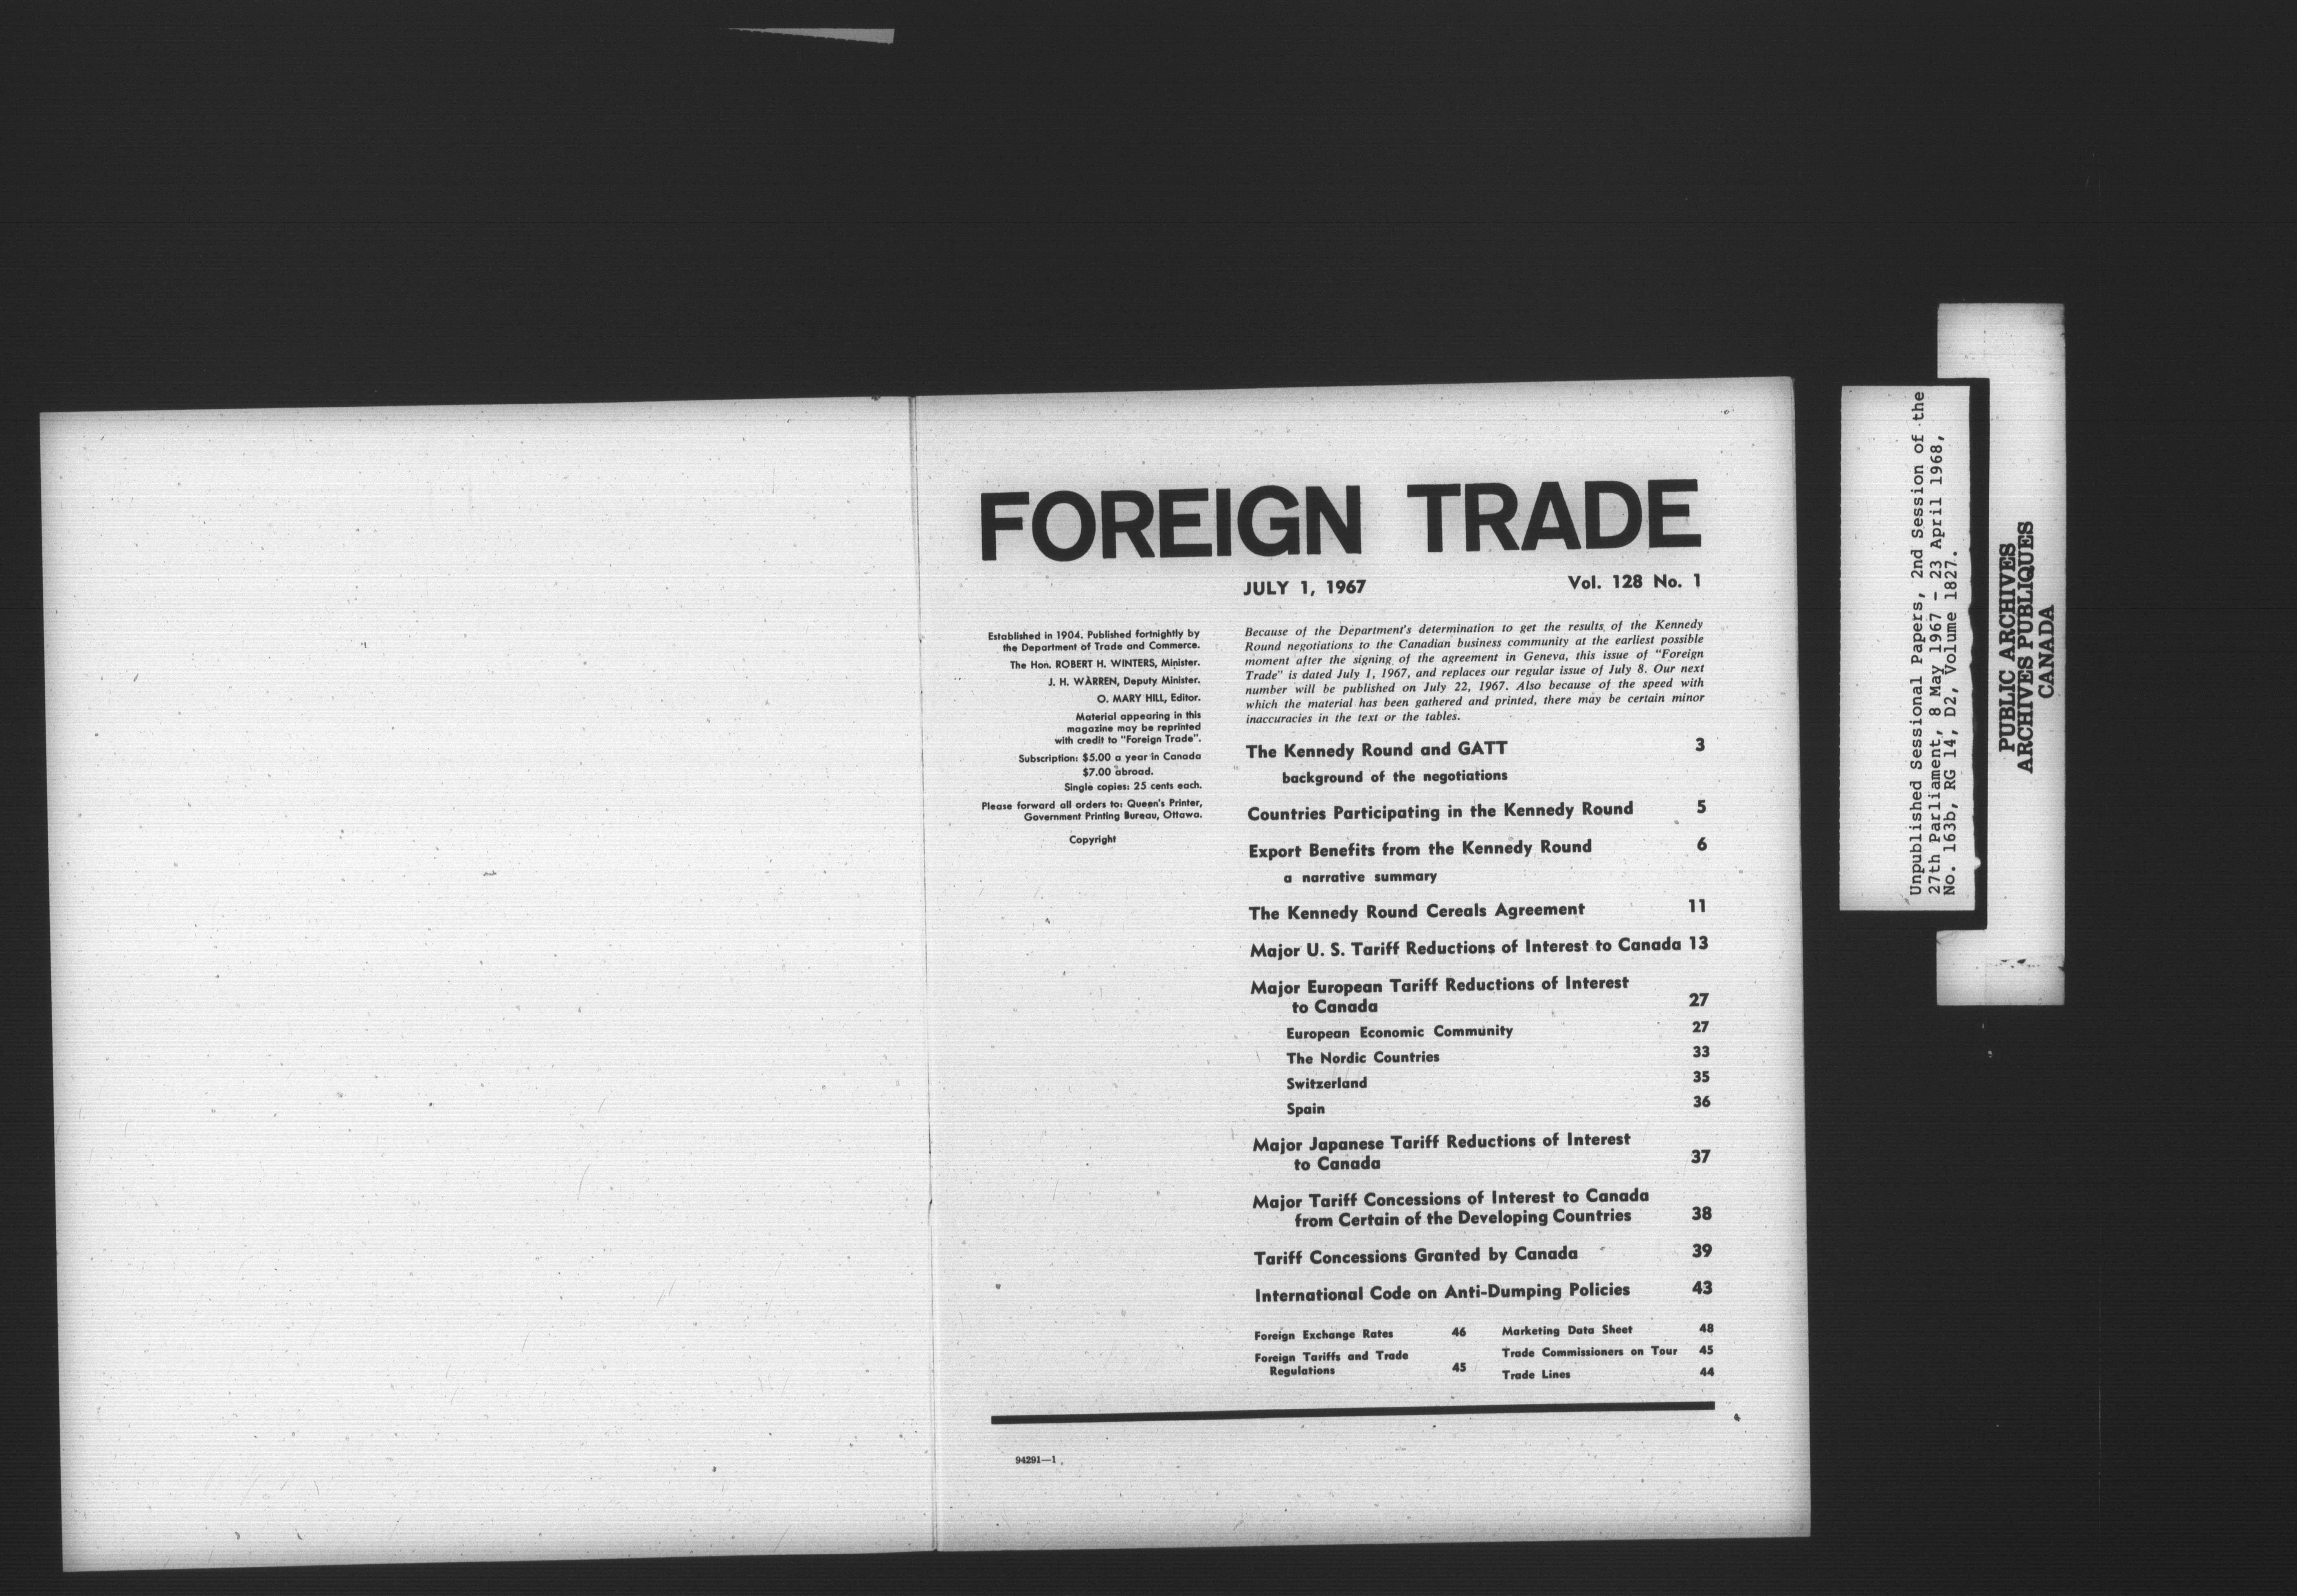 FOREIGN TRADE
JULY 1, 1967
Vol. 128 No. 1
Established in 1904. Published fortnightly by
the Department of Trade and Commerce.
The Hon. ROBERT H. WINTERS, Minister.
J. H. WARREN, Deputy Minister.
O. MARY HILL, Editor.
Material appearing in this
magazine may be reprinted
with credit to "Foreign Trade".
Subscription: $5.00 a year in Canada
$7.00 abroad.
Single copies: 25 cents each.
Please forward all orders to: Queen's Printer,
Government Printing Bureau, Ottawa.
Copyright
Because of the Department's determination to get the results of the Kennedy
Round negotiations to the Canadian business community at the earliest possible
moment after the signing of the agreement in Geneva, this issue of "Foreign
Trade" is dated July 1, 1967, and replaces our regular issue of July 8. Our next
number will be published on July 22, 1967. Also because of the speed with
which the material has been gathered and printed, there may be certain minor
inaccuracies in the text or the tables.
The Kennedy Round and GATT 3
background of the negotiations
Countries Participating in the Kennedy Round 5
Export Benefits from the Kennedy Round 6
a narrative summary
The Kennedy Round Cereals Agreement 11
Major U. S. Tariff Reductions of Interest to Canada 13
Major European Tariff Reductions of Interest
to Canada 27
European Economic Community 27
The Nordic Countries 33
Switzerland 35
Spain 36
Major Japanese Tariff Reductions of Interest
to Canada 37
Major Tariff Concessions of Interest to Canada
from Certain of the Developing Countries 38
Tariff Concessions Granted by Canada 39
International Code on Anti-Dumping Policies 43
Foreign Exchange Rates 46
Foreign Tariffs and Trade
Regulations 45
Marketing Data Sheet 48
Trade Commissioners on Tour 45
Trade Lines 44
94291—1
Unpublished Sessional Papers, 2nd Session of the
27th Parliament, 8 May 1967 - 23 April 1968,
No. 163b, RG 14, D2, Volume 1827.
PUBLIC ARCHIVES
ARCHIVES PUBLIQUES
CANADA